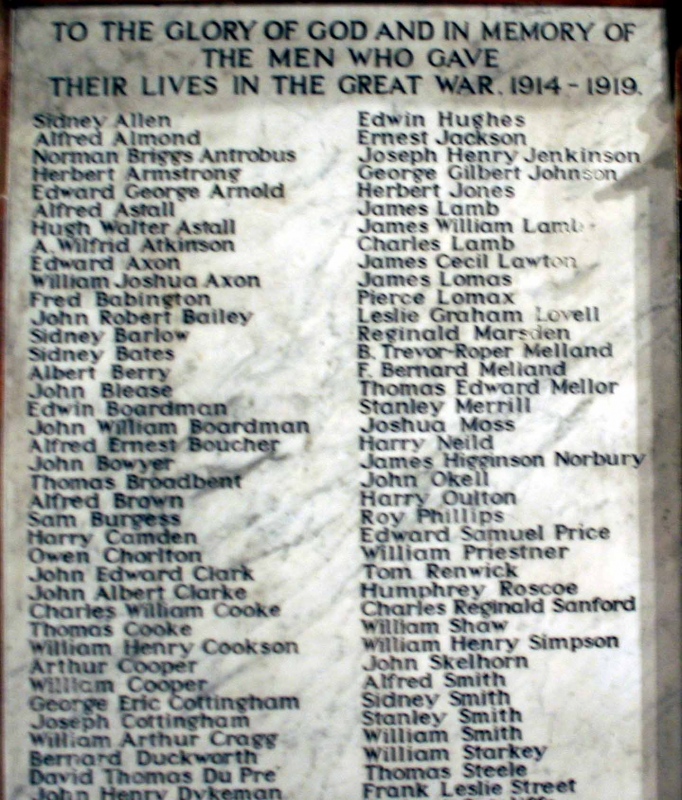 TO THE GLORY OF GOD AND IN MEMORY OF
THE MEN WHO GAVE
THEIR LIVES IN THE GREAT WAR. 1914 - 1919.
Sidney Allen
Alfred Almond
Norman Briggs Antrobus
Herbert Armstrong
Edward George Arnold
Alfred Astall
Hugh Walter Astall
A. Wilfrid Atkinson
Edward Axon
William Joshua Axon
Fred Babington
John Robert Bailey
Sidney Barlow
Sidney Bates
Albert Berry
John Blease
Edwin Boardman
John William Boardman
Alfred Ernest Boucher
John Bowyer
Thomas Broadbent
Alfred Brown
Sam Burgess
Harry Camden
Owen Chorlton
John Edward Clark
John Albert Clarke
Charles William Cooke
Thomas Cooke
William Henry Cookson
Arthur Cooper
William Cooper
George Eric Cottingham
Joseph Cottingham
William Arthur Cragg
Bernard Duckworth
David Thomas Du Pre'
John Henry Dykeman
Edwin Hughes
Ernest Jackson
Joseph Henry Jenkinson
George Gilbert Johnson
Herbert Jones
James Lamb
James William Lamb
Charles Lamb
James Cecil Lawton
James Lomas
Pierce Lomax
Leslie Graham Lovell
Reginald Marsden
B. Trevor-Roper Melland
F. Bernard Melland
Thomas Edward Mellor
Stanley Merrill
Joshua Moss
Harry Neild
James Higginson Norbury
John Okell
Harry Oulton
Roy Phillips
Edward Samuel Price
William Priestner
Tom Renwick
Humphrey Roscoe
Charles Reginald Sanford
William Shaw
William Henry Simpson
John Skelhorn
Alfred Smith
Sidney Smith
Stanley Smith
William Smith
William Starkey
Thomas Steele
Frank Leslie Street